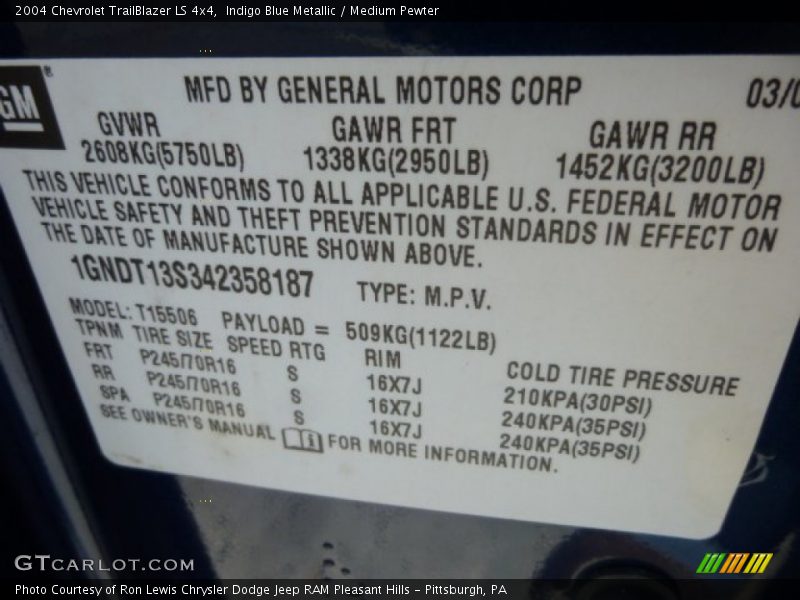 2004 Chevrolet TrailBlazer LS 4x4, Indigo Blue Metallic / Medium Pewter
GM
MFD BY GENERAL MOTORS CORP
GVWR GAWR FRT GAWR RR
2608KG(5750LB) 1338KG(2950LB) 1452KG(3200LB)
THIS VEHICLE CONFORMS TO ALL APPLICABLE U.S. FEDERAL MOTOR
VEHICLE SAFETY AND THEFT PREVENTION STANDARDS IN EFFECT ON
THE DATE OF MANUFACTURE SHOWN ABOVE.
1GNDT13S342358187 TYPE: M.P.V.
MODEL: T15506 PAYLOAD = 509KG(1122LB)
TPNM TIRE SIZE SPEED RTG RIM COLD TIRE PRESSURE
FRT P245/70R16 S 16X7J 210KPA(30PSI)
RR P245/70R16 S 16X7J 240KPA(35PSI)
SPA P245/70R16 S 16X7J 240KPA(35PSI)
SEE OWNER'S MANUAL FOR MORE INFORMATION.
GTCARLOT.COM
Photo Courtesy of Ron Lewis Chrysler Dodge Jeep RAM Pleasant Hills - Pittsburgh, PA